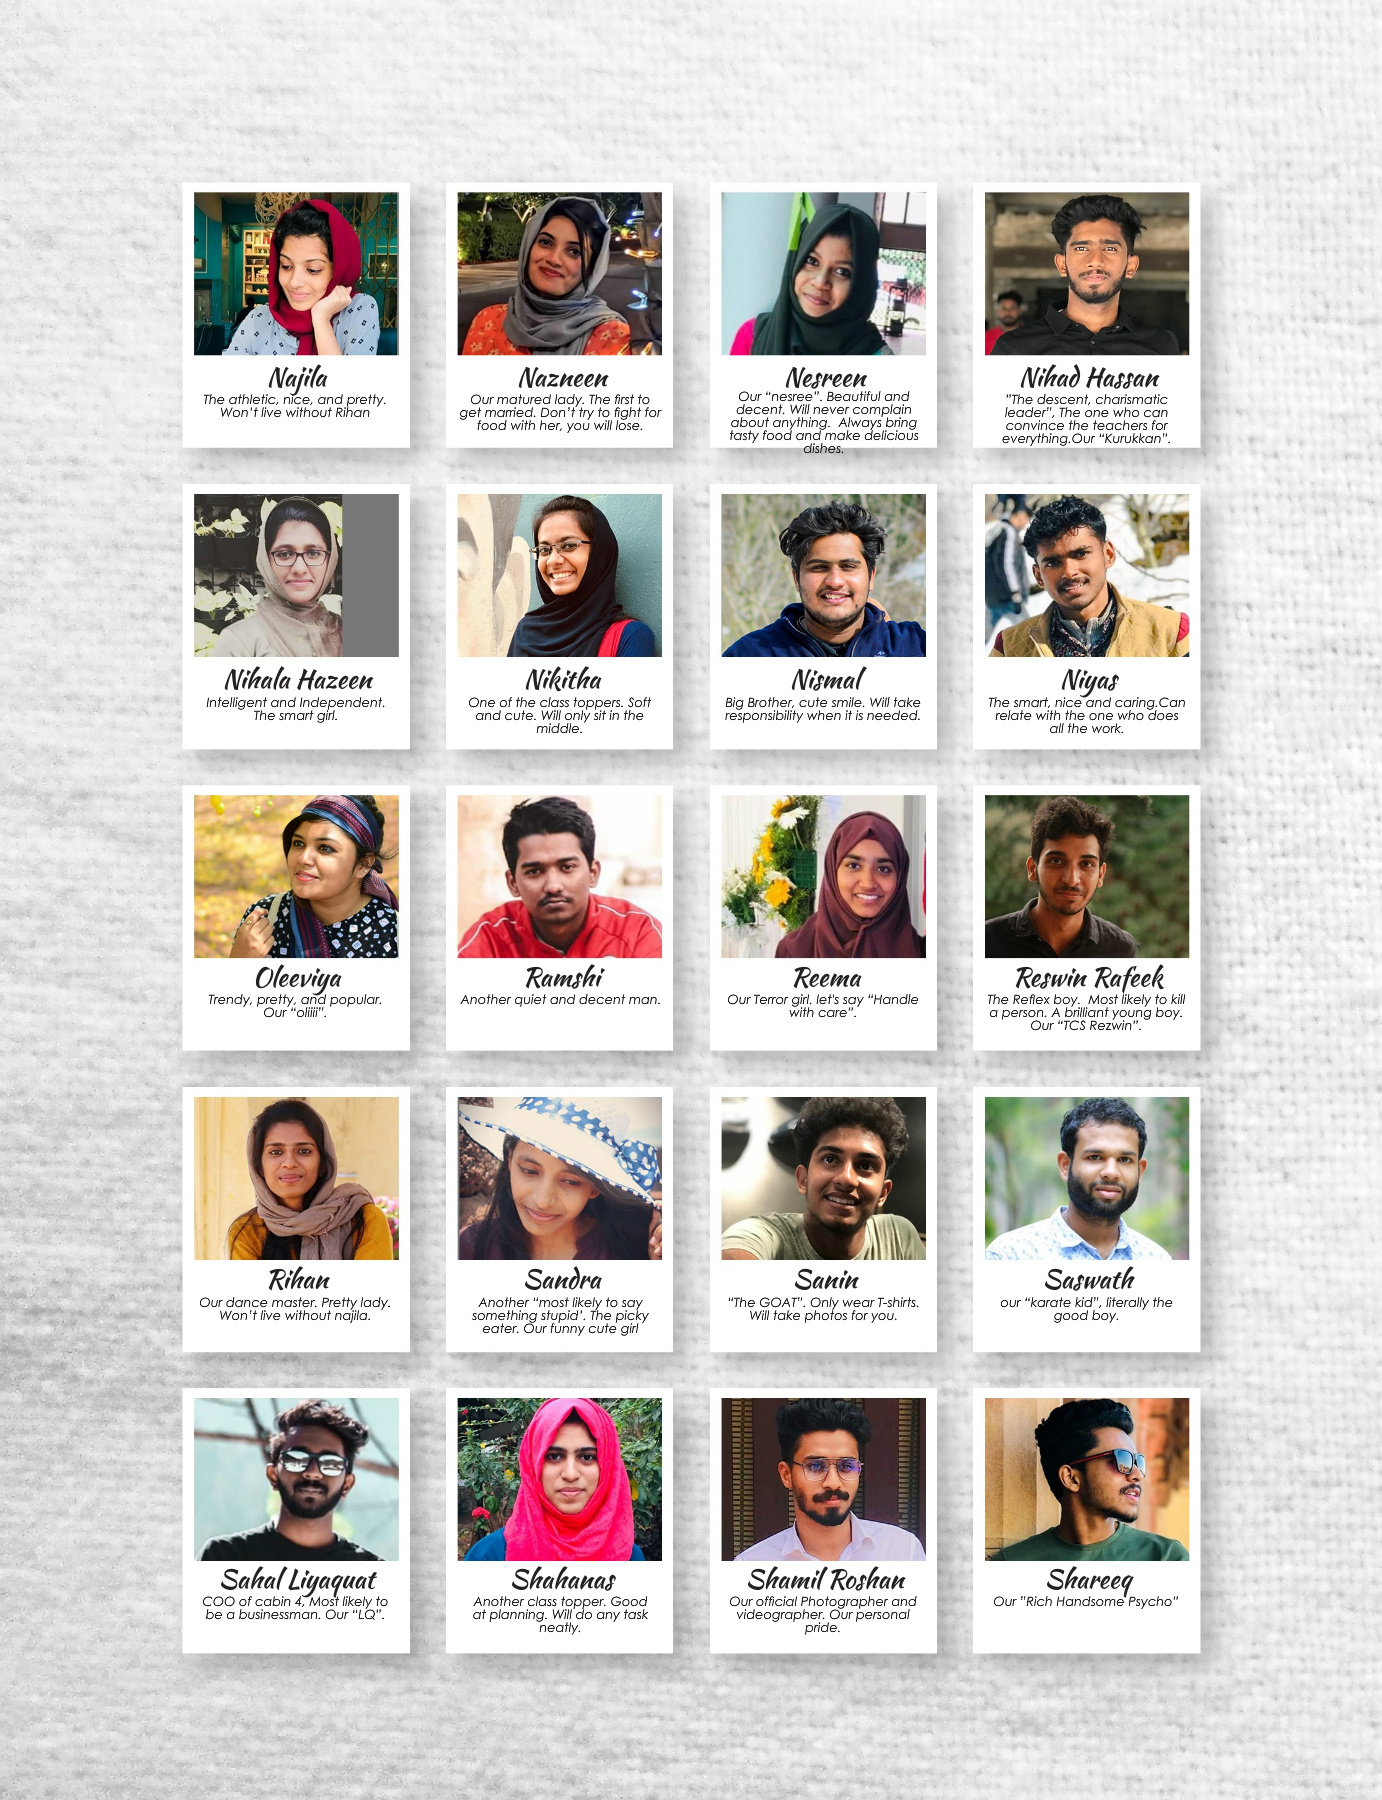 Najila
The athletic, nice, and pretty.
Won't live without Rihan
Nazneen
Our matured lady. The first to
get married. Don't try to fight for
food with her, you will lose.
Nesreen
Our “nesree”. Beautiful and
decent. Will never complain
about anything.  Always bring
tasty food and make delicious
dishes.
Nihad Hassan
"The descent, charismatic
leader”, The one who can
convince the teachers for
everything.Our “Kurukkan”.
Nihala Hazeen
Intelligent and Independent.
The smart girl.
Nikitha
One of the class toppers. Soft
and cute. Will only sit in the
middle.
Nismal
Big Brother, cute smile. Will take
responsibility when it is needed.
Niyas
The smart, nice and caring.Can
relate with the one who does
all the work.
Oleeviya
Trendy, pretty, and popular.
Our “oliiii”.
Ramshi
Another quiet and decent man.
Reema
Our Terror girl. let's say “Handle
with care”.
Reswin Rafeek
The Reflex boy.  Most likely to kill
a person. A brilliant young boy.
Our “TCS Rezwin”.
Rihan
Our dance master. Pretty lady.
Won't live without najila.
Sandra
Another “most likely to say
something stupid’. The picky
eater. Our funny cute girl
Sanin
“The GOAT”. Only wear T-shirts.
Will take photos for you.
Saswath
our “karate kid”, literally the
good boy.
Sahal Liyaquat
COO of cabin 4, Most likely to
be a businessman. Our “LQ”.
Shahanas
Another class topper. Good
at planning. Will do any task
neatly.
Shamil Roshan
Our official Photographer and
videographer. Our personal
pride.
Shareeq
Our "Rich Handsome Psycho"